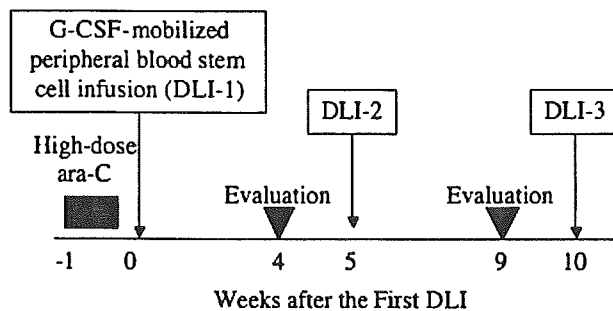 G-CSF-mobilized
peripheral blood stem
cell infusion (DLI-1)
DLI-2
DLI-3
High-dose
ara-C
Evaluation
Evaluation
-1 0 4 5 9 10
Weeks after the First DLI